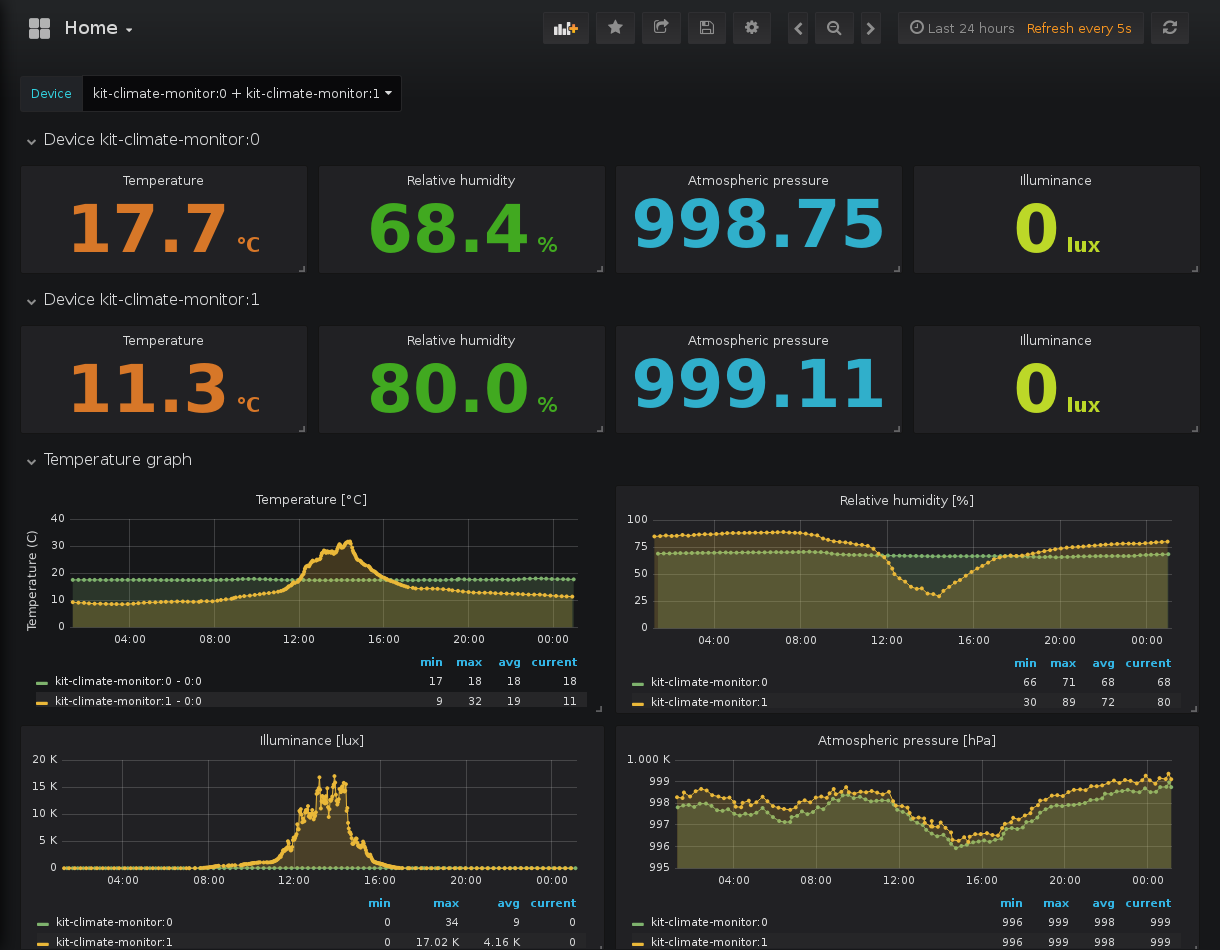 Home
Last 24 hours Refresh every 5s
Device kit-climate-monitor:0 + kit-climate-monitor:1
Device kit-climate-monitor:0
Temperature Relative humidity Atmospheric pressure Illuminance
17.7 °C 68.4 % 998.75 0 lux
Device kit-climate-monitor:1
Temperature Relative humidity Atmospheric pressure Illuminance
11.3 °C 80.0 % 999.11 0 lux
Temperature graph
Temperature [°C]
Temperature (C)
40
30
20
10
0
04:00 08:00 12:00 16:00 20:00 00:00
min max avg current
kit-climate-monitor:0 - 0:0 17 18 18 18
kit-climate-monitor:1 - 0:0 9 32 19 11
Relative humidity [%]
100
75
50
25
0
04:00 08:00 12:00 16:00 20:00 00:00
min max avg current
kit-climate-monitor:0 66 71 68 68
kit-climate-monitor:1 30 89 72 80
Illuminance [lux]
20 K
15 K
10 K
5 K
0
04:00 08:00 12:00 16:00 20:00 00:00
min max avg current
kit-climate-monitor:0 0 34 9 0
kit-climate-monitor:1 0 17.02 K 4.16 K 0
Atmospheric pressure [hPa]
1.000 K
999
998
997
996
995
04:00 08:00 12:00 16:00 20:00 00:00
min max avg current
kit-climate-monitor:0 996 999 998 999
kit-climate-monitor:1 996 999 998 999